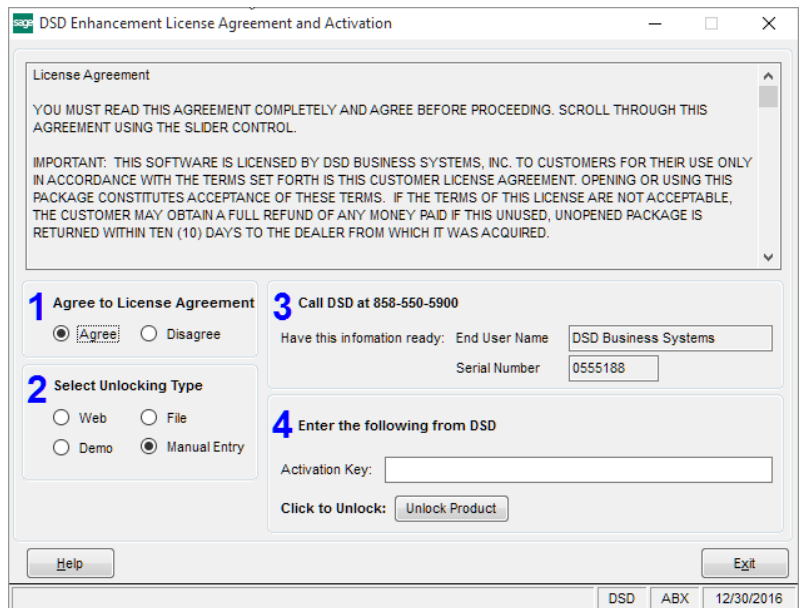 sage DSD Enhancement License Agreement and Activation
License Agreement
YOU MUST READ THIS AGREEMENT COMPLETELY AND AGREE BEFORE PROCEEDING. SCROLL THROUGH THIS
AGREEMENT USING THE SLIDER CONTROL.
IMPORTANT: THIS SOFTWARE IS LICENSED BY DSD BUSINESS SYSTEMS, INC. TO CUSTOMERS FOR THEIR USE ONLY
IN ACCORDANCE WITH THE TERMS SET FORTH IS THIS CUSTOMER LICENSE AGREEMENT. OPENING OR USING THIS
PACKAGE CONSTITUTES ACCEPTANCE OF THESE TERMS. IF THE TERMS OF THIS LICENSE ARE NOT ACCEPTABLE,
THE CUSTOMER MAY OBTAIN A FULL REFUND OF ANY MONEY PAID IF THIS UNUSED, UNOPENED PACKAGE IS
RETURNED WITHIN TEN (10) DAYS TO THE DEALER FROM WHICH IT WAS ACQUIRED.
1 Agree to License Agreement
Agree Disagree
2 Select Unlocking Type
Web File
Demo Manual Entry
3 Call DSD at 858-550-5900
Have this infomation ready: End User Name DSD Business Systems
Serial Number 0555188
4 Enter the following from DSD
Activation Key:
Click to Unlock: Unlock Product
Help Exit
DSD ABX 12/30/2016